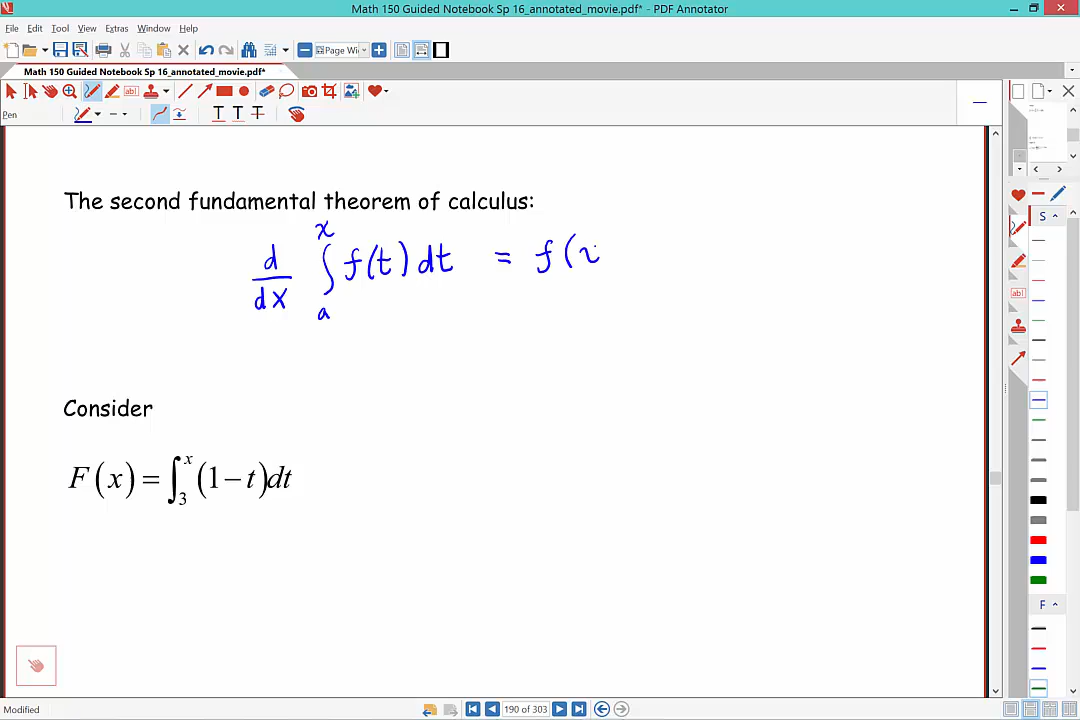 Math 150 Guided Notebook Sp 16_annotated_movie.pdf* - PDF Annotator
File Edit Tool View Extras Window Help
Page Wi
Math 150 Guided Notebook Sp 16_annotated_movie.pdf*
Pen
The second fundamental theorem of calculus:
d/dx ∫_a^x f(t) dt = f(
Consider
F(x) = ∫_3^x (1 − t)dt
S
F
Modified
190 of 303